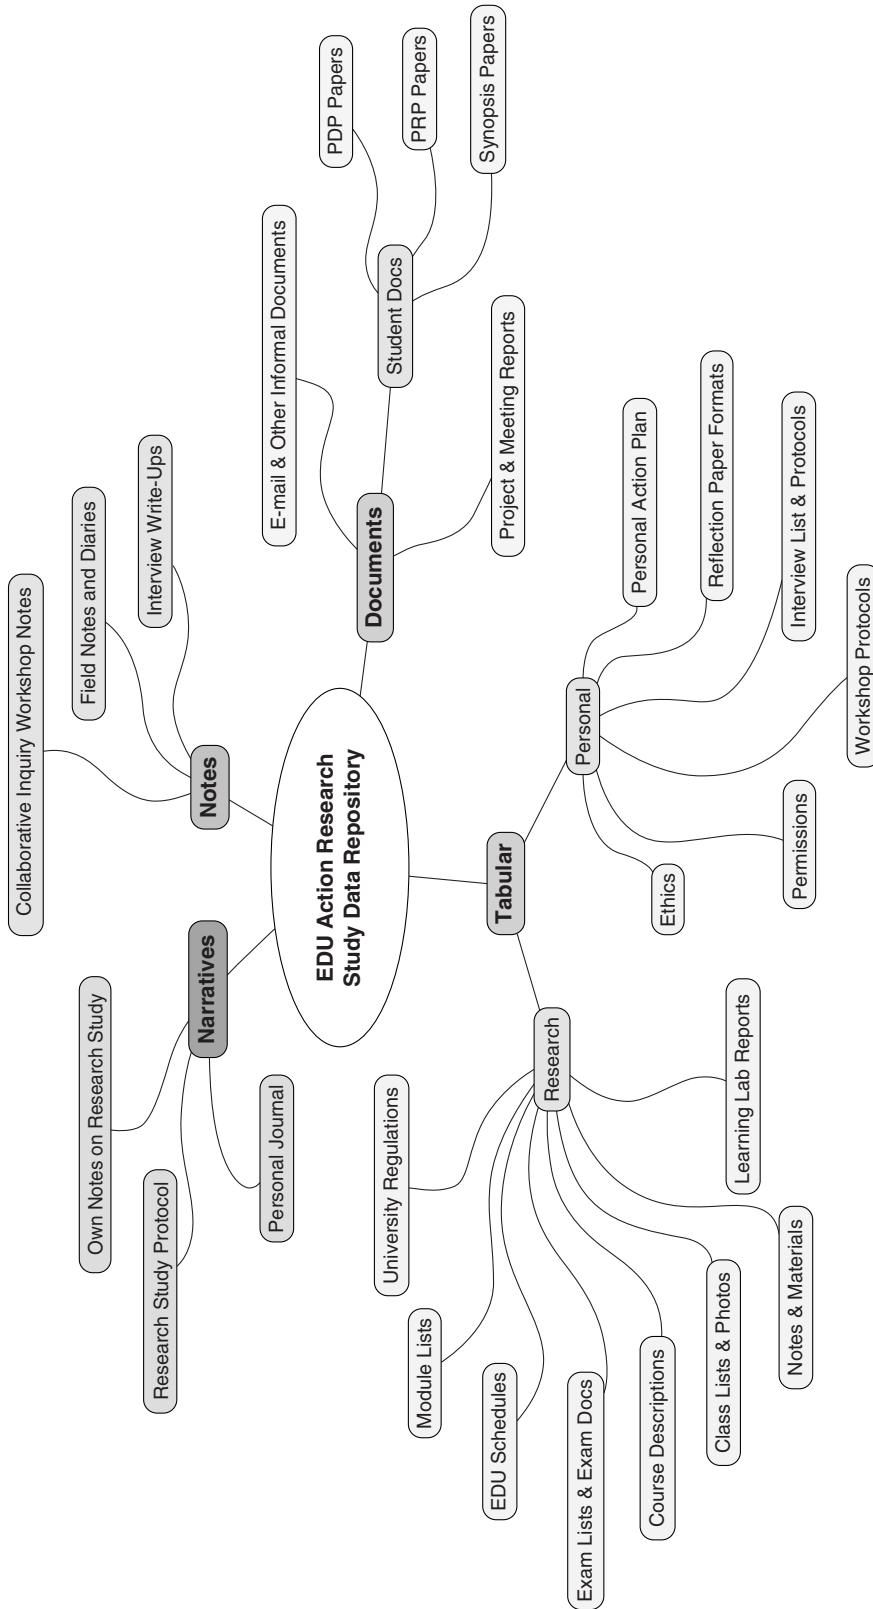 EDU Action Research
Study Data Repository
Narratives
Own Notes on Research Study
Research Study Protocol
Personal Journal
Notes
Collaborative Inquiry Workshop Notes
Field Notes and Diaries
Interview Write-Ups
Documents
E-mail & Other Informal Documents
Student Docs
PDP Papers
PRP Papers
Synopsis Papers
Project & Meeting Reports
Tabular
Research
University Regulations
Module Lists
EDU Schedules
Exam Lists & Exam Docs
Course Descriptions
Class Lists & Photos
Notes & Materials
Learning Lab Reports
Personal
Ethics
Permissions
Workshop Protocols
Interview List & Protocols
Reflection Paper Formats
Personal Action Plan